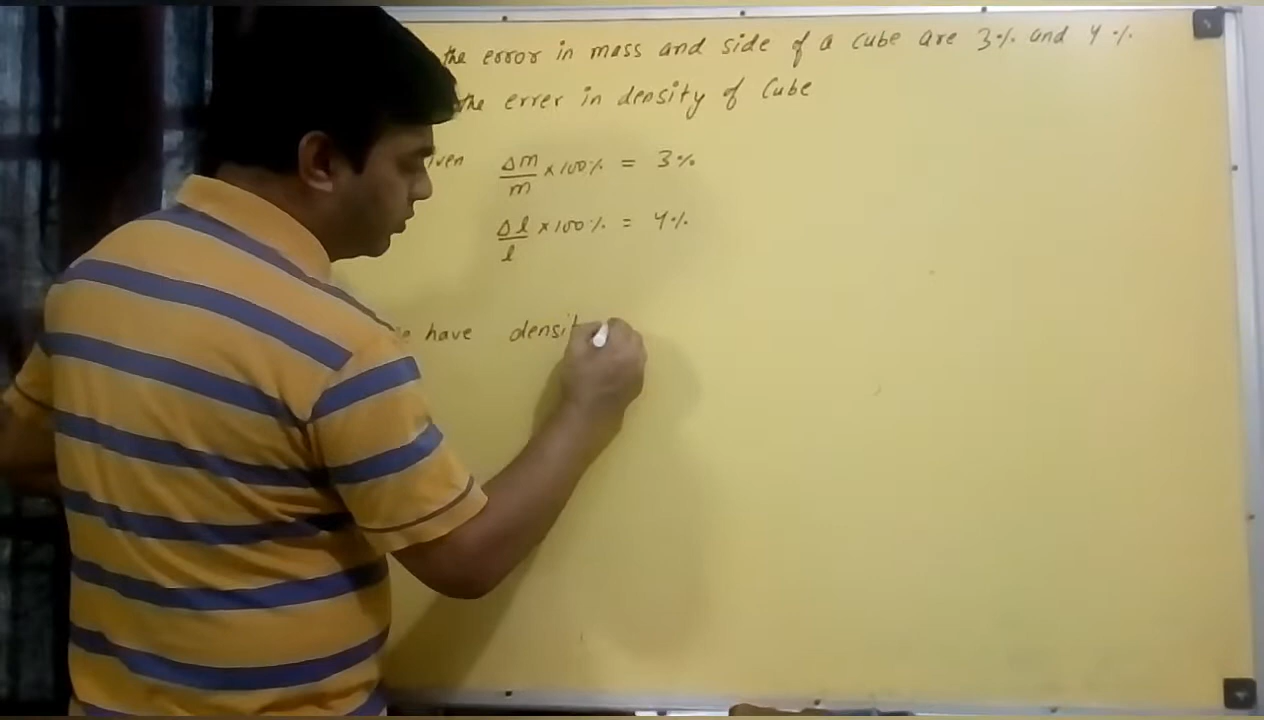 the error in mass and side of a cube are 3% and 4%.
the errer in density of Cube
iven Δm/m × 100% = 3%
Δl/l × 100% = 4%
e have densit